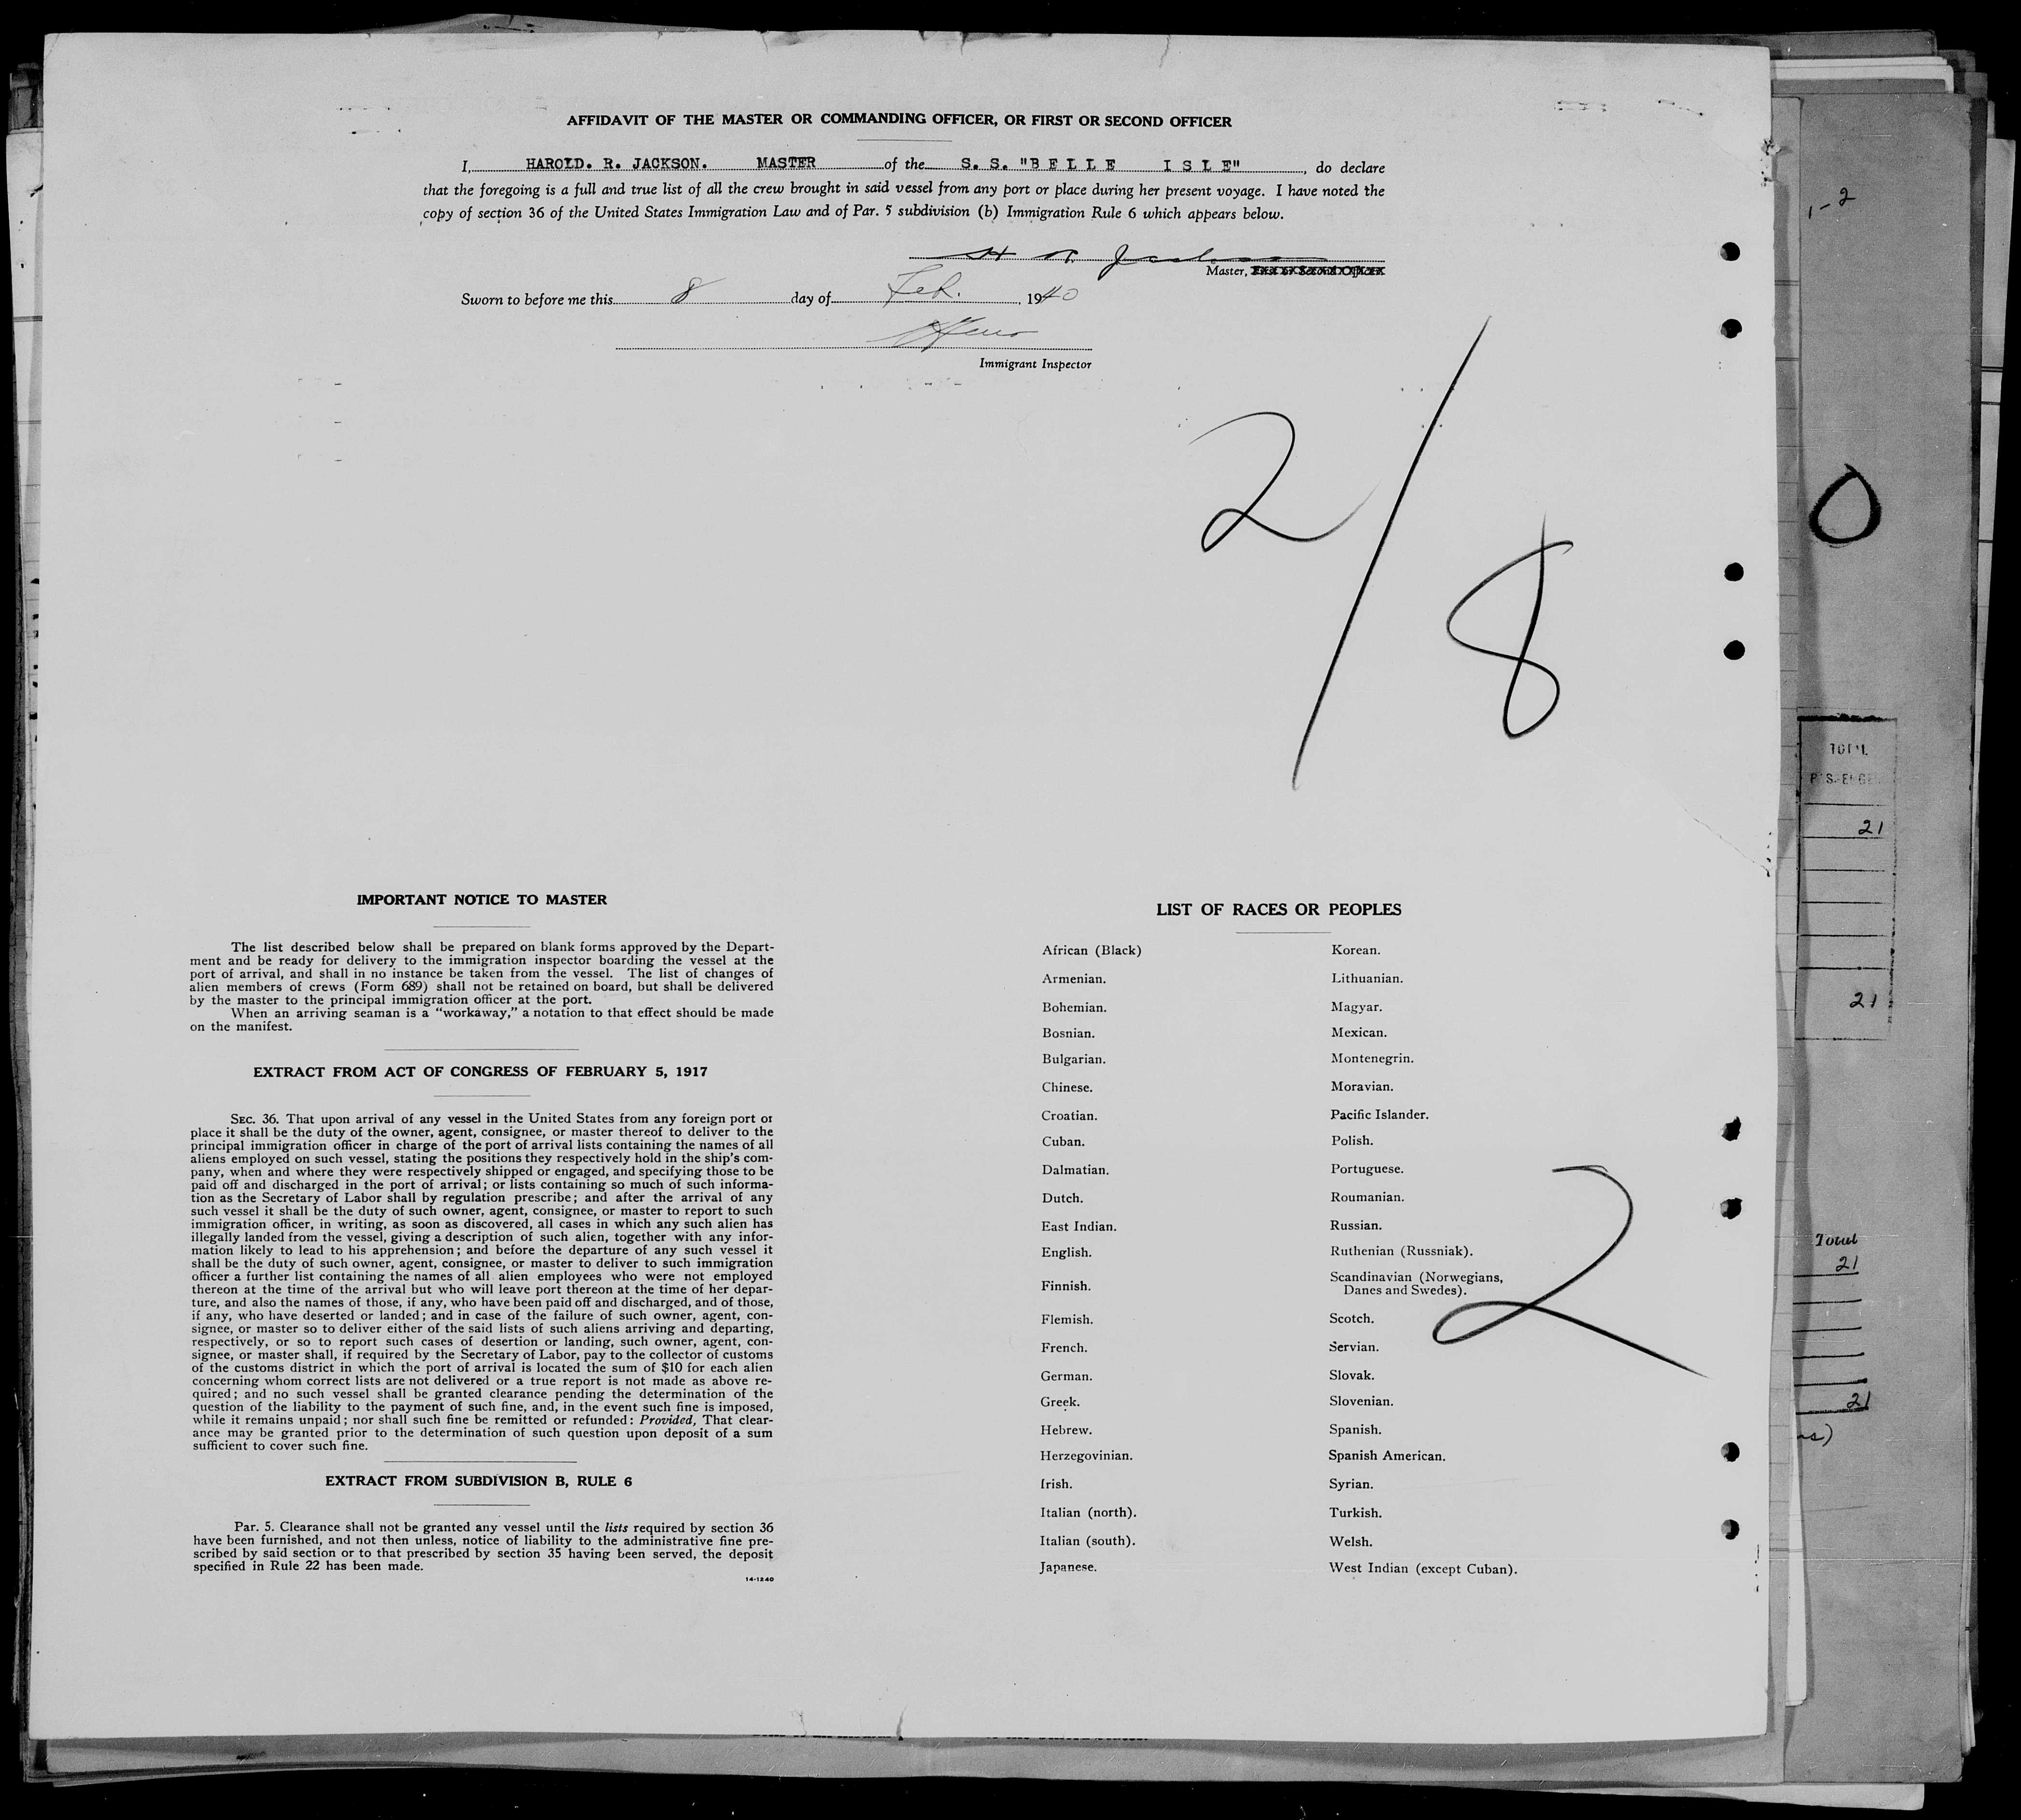 AFFIDAVIT OF THE MASTER OR COMMANDING OFFICER, OR FIRST OR SECOND OFFICER
I, HAROLD. R. JACKSON. MASTER of the S. S. "B E L L E I S L E", do declare
that the foregoing is a full and true list of all the crew brought in said vessel from any port or place during her present voyage. I have noted the
copy of section 36 of the United States Immigration Law and of Par. 5 subdivision (b) Immigration Rule 6 which appears below.
H R Jackson
Master, First or Second Officer
Sworn to before me this 8 day of Feb., 1940
Immigrant Inspector
2/8
IMPORTANT NOTICE TO MASTER
The list described below shall be prepared on blank forms approved by the Depart-
ment and be ready for delivery to the immigration inspector boarding the vessel at the
port of arrival, and shall in no instance be taken from the vessel. The list of changes of
alien members of crews (Form 689) shall not be retained on board, but shall be delivered
by the master to the principal immigration officer at the port.
When an arriving seaman is a "workaway," a notation to that effect should be made
on the manifest.
EXTRACT FROM ACT OF CONGRESS OF FEBRUARY 5, 1917
SEC. 36. That upon arrival of any vessel in the United States from any foreign port or
place it shall be the duty of the owner, agent, consignee, or master thereof to deliver to the
principal immigration officer in charge of the port of arrival lists containing the names of all
aliens employed on such vessel, stating the positions they respectively hold in the ship's com-
pany, when and where they were respectively shipped or engaged, and specifying those to be
paid off and discharged in the port of arrival; or lists containing so much of such informa-
tion as the Secretary of Labor shall by regulation prescribe; and after the arrival of any
such vessel it shall be the duty of such owner, agent, consignee, or master to report to such
immigration officer, in writing, as soon as discovered, all cases in which any such alien has
illegally landed from the vessel, giving a description of such alien, together with any infor-
mation likely to lead to his apprehension; and before the departure of any such vessel it
shall be the duty of such owner, agent, consignee, or master to deliver to such immigration
officer a further list containing the names of all alien employees who were not employed
thereon at the time of the arrival but who will leave port thereon at the time of her depar-
ture, and also the names of those, if any, who have been paid off and discharged, and of those,
if any, who have deserted or landed; and in case of the failure of such owner, agent, con-
signee, or master so to deliver either of the said lists of such aliens arriving and departing,
respectively, or so to report such cases of desertion or landing, such owner, agent, con-
signee, or master shall, if required by the Secretary of Labor, pay to the collector of customs
of the customs district in which the port of arrival is located the sum of $10 for each alien
concerning whom correct lists are not delivered or a true report is not made as above re-
quired; and no such vessel shall be granted clearance pending the determination of the
question of the liability to the payment of such fine, and, in the event such fine is imposed,
while it remains unpaid; nor shall such fine be remitted or refunded: Provided, That clear-
ance may be granted prior to the determination of such question upon deposit of a sum
sufficient to cover such fine.
EXTRACT FROM SUBDIVISION B, RULE 6
Par. 5. Clearance shall not be granted any vessel until the lists required by section 36
have been furnished, and not then unless, notice of liability to the administrative fine pre-
scribed by said section or to that prescribed by section 35 having been served, the deposit
specified in Rule 22 has been made.
14-1240
LIST OF RACES OR PEOPLES
African (Black)
Armenian.
Bohemian.
Bosnian.
Bulgarian.
Chinese.
Croatian.
Cuban.
Dalmatian.
Dutch.
East Indian.
English.
Finnish.
Flemish.
French.
German.
Greek.
Hebrew.
Herzegovinian.
Irish.
Italian (north).
Italian (south).
Japanese.
Korean.
Lithuanian.
Magyar.
Mexican.
Montenegrin.
Moravian.
Pacific Islander.
Polish.
Portuguese.
Roumanian.
Russian.
Ruthenian (Russniak).
Scandinavian (Norwegians,
Danes and Swedes).
Scotch.
Servian.
Slovak.
Slovenian.
Spanish.
Spanish American.
Syrian.
Turkish.
Welsh.
West Indian (except Cuban).
2
1-2
0
TOTAL
21
21
Total
21
21